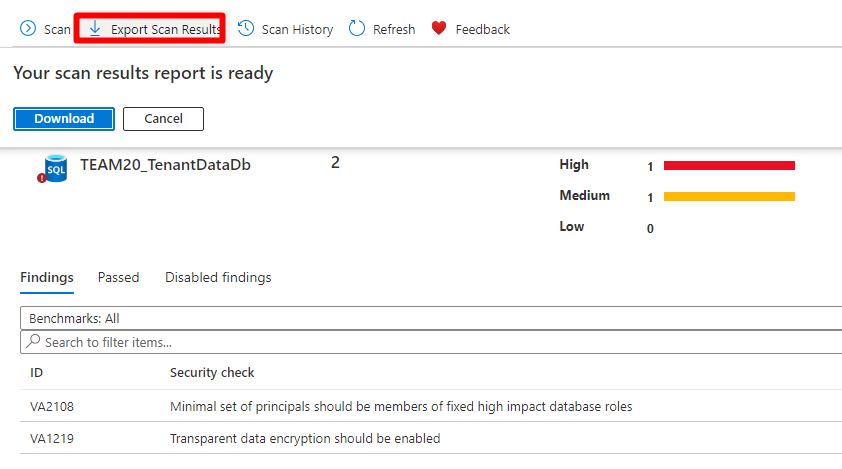 Scan Export Scan Results Scan History Refresh Feedback
Your scan results report is ready
Download Cancel
SQL TEAM20_TenantDataDb 2 High 1
Medium 1
Low 0
Findings Passed Disabled findings
Benchmarks: All
Search to filter items...
ID Security check
VA2108 Minimal set of principals should be members of fixed high impact database roles
VA1219 Transparent data encryption should be enabled